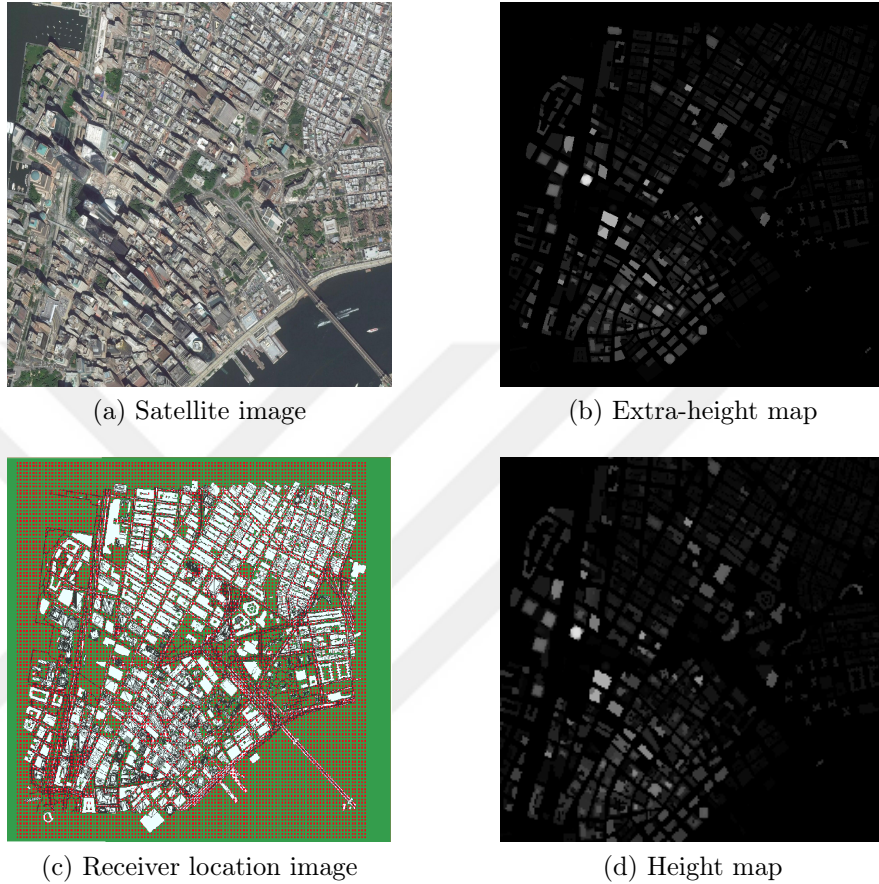 (a) Satellite image
(b) Extra-height map
(c) Receiver location image
(d) Height map